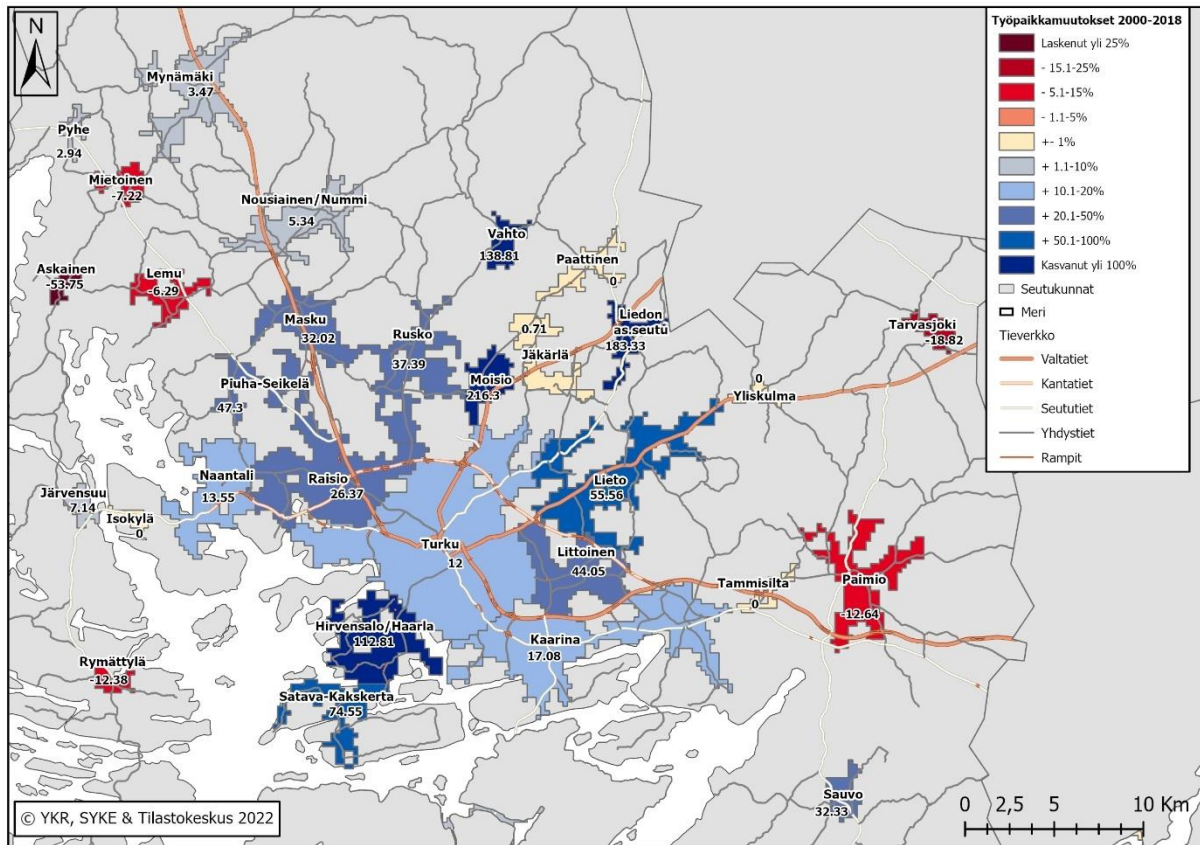 N
Mynämäki
3.47
Pyhe
2.94
Mietoinen
-7.22
Nousiainen/Nummi
5.34
Vahto
138.81
Paattinen
0
Askainen
-53.75
Lemu
-6.29
Masku
32.02
Rusko
37.39
0.71
Jäkärlä
Liedon
as.seutu
183.33
Tarvasjoki
-18.82
Piuha-Seikelä
47.3
Moisio
216.3
0
Yliskulma
Naantali
13.55
Raisio
26.37
Lieto
55.56
Järvensuu
7.14
Isokylä
0
Turku
12
Littoinen
44.05
Tammisilta
0
Paimio
-12.64
Hirvensalo/Haarla
112.81
Kaarina
17.08
Rymättylä
-12.38
Satava-Kakskerta
74.55
Sauvo
32.33
Työpaikkamuutokset 2000-2018
Laskenut yli 25%
- 15.1-25%
- 5.1-15%
- 1.1-5%
+- 1%
+ 1.1-10%
+ 10.1-20%
+ 20.1-50%
+ 50.1-100%
Kasvanut yli 100%
Seutukunnat
Meri
Tieverkko
Valtatiet
Kantatiet
Seututiet
Yhdystiet
Rampit
© YKR, SYKE & Tilastokeskus 2022
0 2,5 5 10 Km